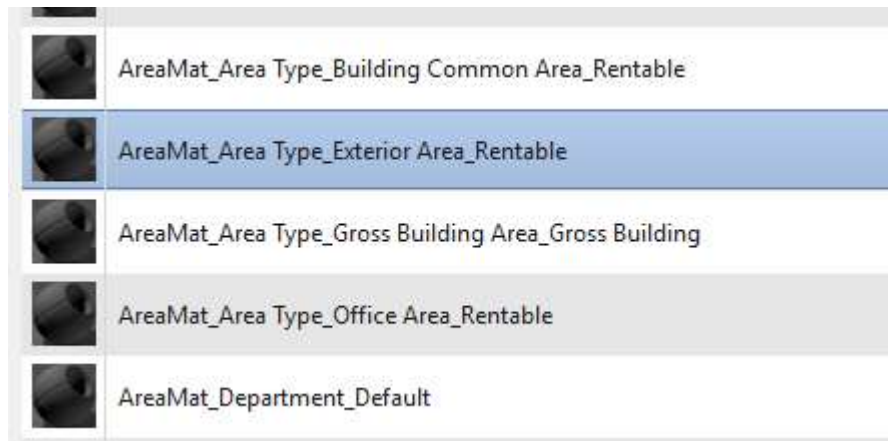 AreaMat_Area Type_Building Common Area_Rentable
AreaMat_Area Type_Exterior Area_Rentable
AreaMat_Area Type_Gross Building Area_Gross Building
AreaMat_Area Type_Office Area_Rentable
AreaMat_Department_Default